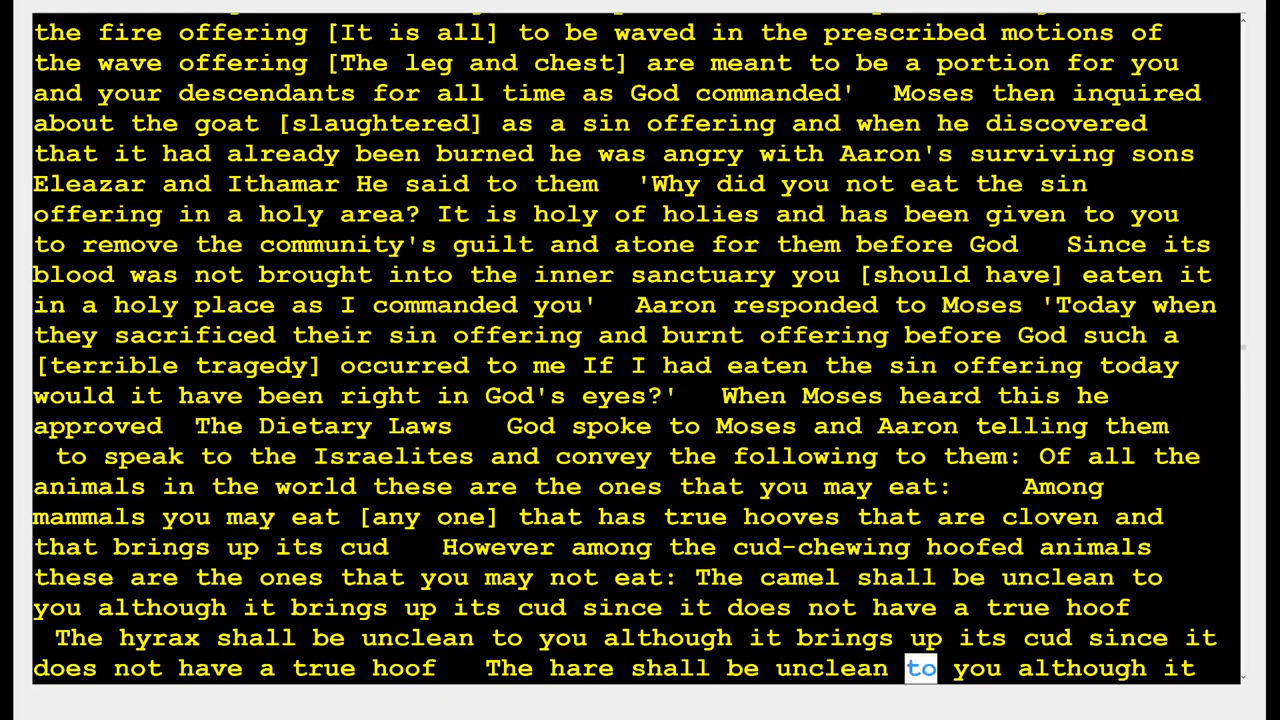 the fire offering [It is all] to be waved in the prescribed motions of
the wave offering [The leg and chest] are meant to be a portion for you
and your descendants for all time as God commanded' Moses then inquired
about the goat [slaughtered] as a sin offering and when he discovered
that it had already been burned he was angry with Aaron's surviving sons
Eleazar and Ithamar He said to them 'Why did you not eat the sin
offering in a holy area? It is holy of holies and has been given to you
to remove the community's guilt and atone for them before God Since its
blood was not brought into the inner sanctuary you [should have] eaten it
in a holy place as I commanded you' Aaron responded to Moses 'Today when
they sacrificed their sin offering and burnt offering before God such a
[terrible tragedy] occurred to me If I had eaten the sin offering today
would it have been right in God's eyes?' When Moses heard this he
approved The Dietary Laws God spoke to Moses and Aaron telling them
to speak to the Israelites and convey the following to them: Of all the
animals in the world these are the ones that you may eat: Among
mammals you may eat [any one] that has true hooves that are cloven and
that brings up its cud However among the cud-chewing hoofed animals
these are the ones that you may not eat: The camel shall be unclean to
you although it brings up its cud since it does not have a true hoof
The hyrax shall be unclean to you although it brings up its cud since it
does not have a true hoof The hare shall be unclean to you although it